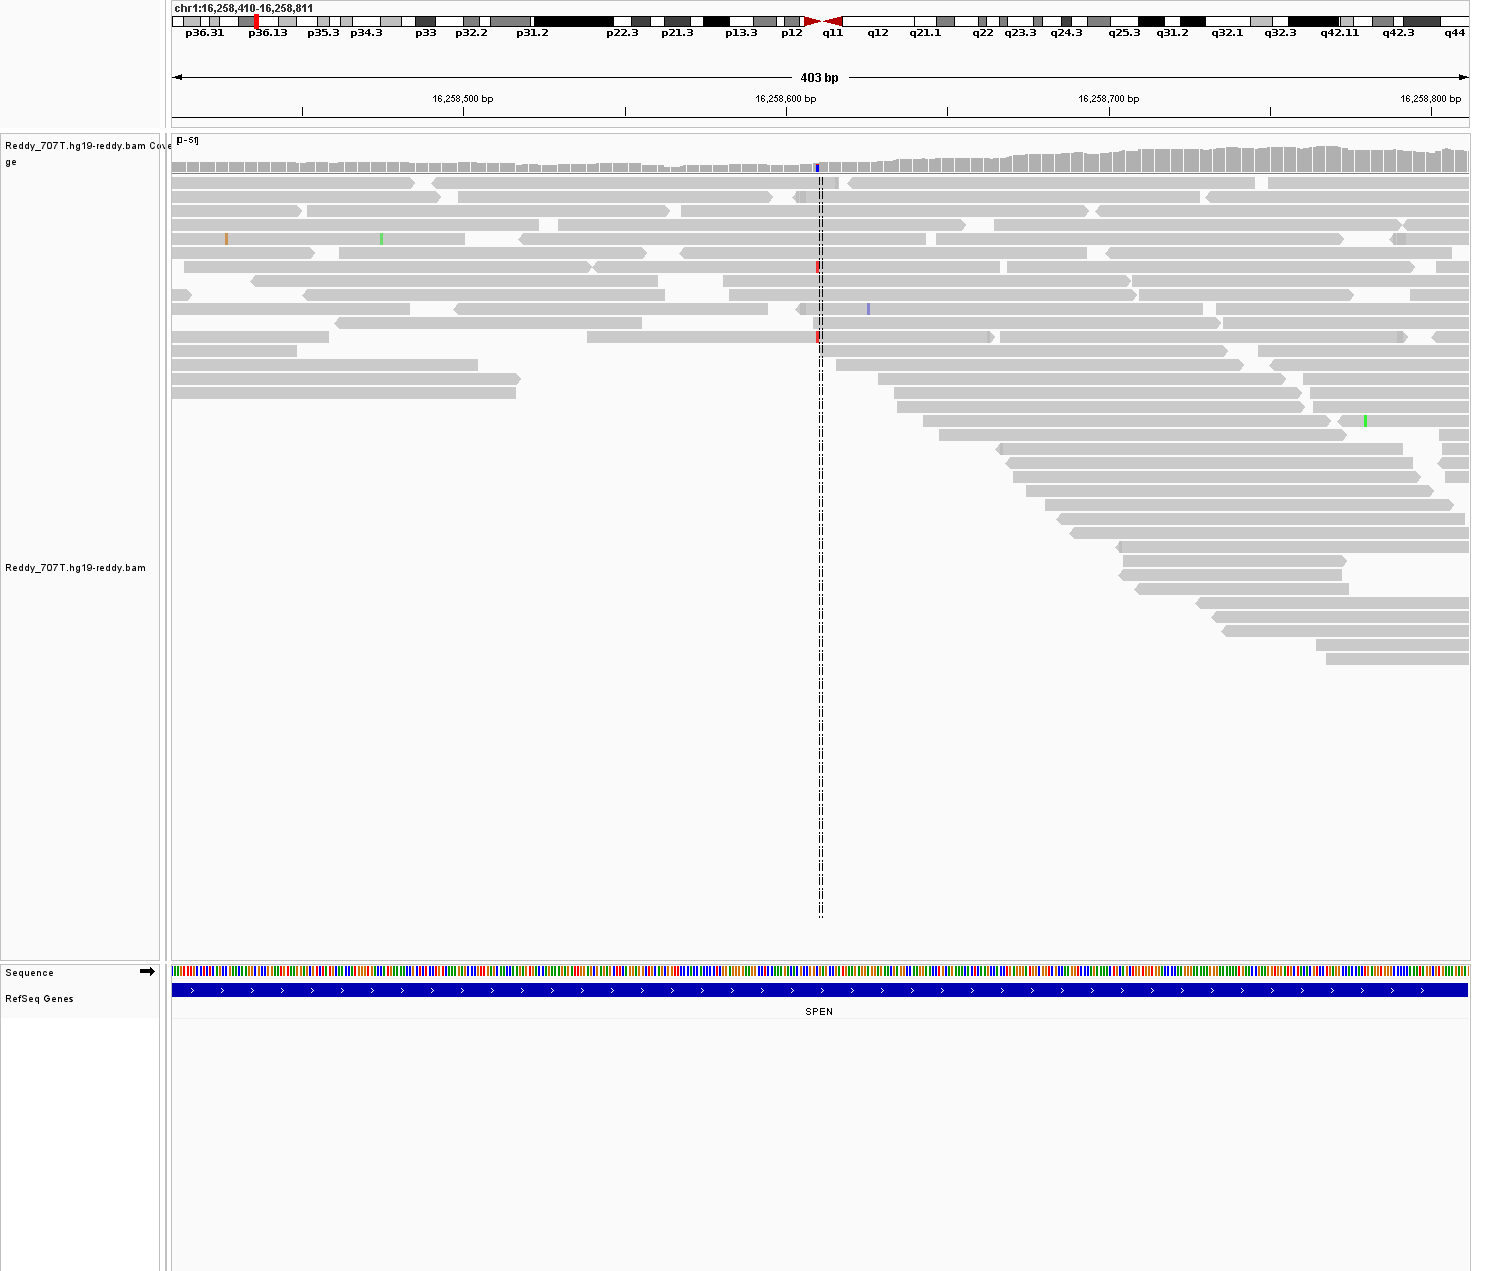 chr1:16,258,410-16,258,811
p36.31 p36.13 p35.3 p34.3 p33 p32.2 p31.2 p22.3 p21.3 p13.3 p12 q11 q12 q21.1 q22 q23.3 q24.3 q25.3 q31.2 q32.1 q32.3 q42.11 q42.3 q44
403 bp
16,258,500 bp 16,258,600 bp 16,258,700 bp 16,258,800 bp
[0-51]
Reddy_707T.hg19-reddy.bam Cove
ge
Reddy_707T.hg19-reddy.bam
Sequence
RefSeq Genes
SPEN